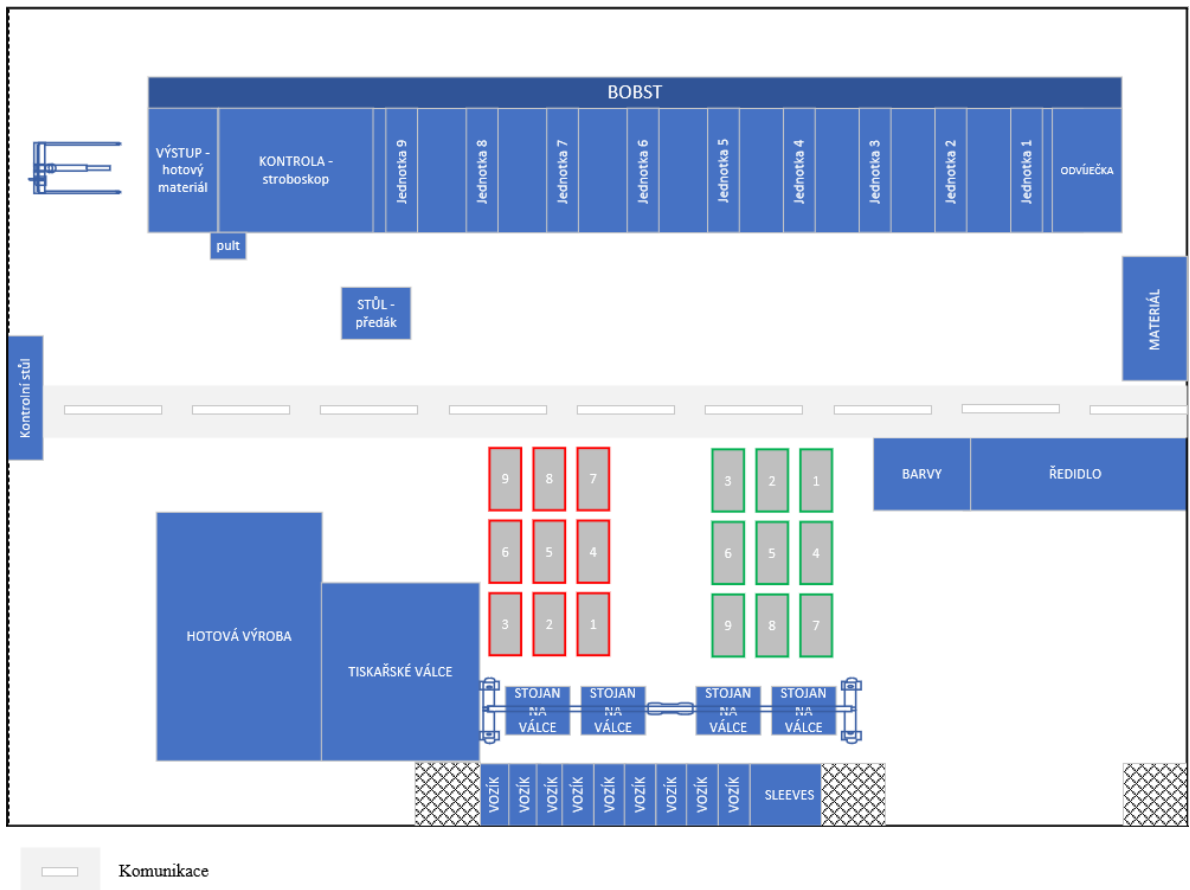 BOBST
VÝSTUP -
hotový
materiál
KONTROLA -
stroboskop
Jednotka 9
Jednotka 8
Jednotka 7
Jednotka 6
Jednotka 5
Jednotka 4
Jednotka 3
Jednotka 2
Jednotka 1
ODVÍJEČKA
pult
STŮL -
předák
MATERIÁL
Kontrolní stůl
9 8 7
3 2 1
BARVY
ŘEDIDLO
6 5 4
6 5 4
3 2 1
9 8 7
HOTOVÁ VÝROBA
TISKAŘSKÉ VÁLCE
STOJAN
NA
VÁLCE
STOJAN
NA
VÁLCE
STOJAN
NA
VÁLCE
STOJAN
NA
VÁLCE
VOZÍK
VOZÍK
VOZÍK
VOZÍK
VOZÍK
VOZÍK
VOZÍK
VOZÍK
VOZÍK
SLEEVES
Komunikace